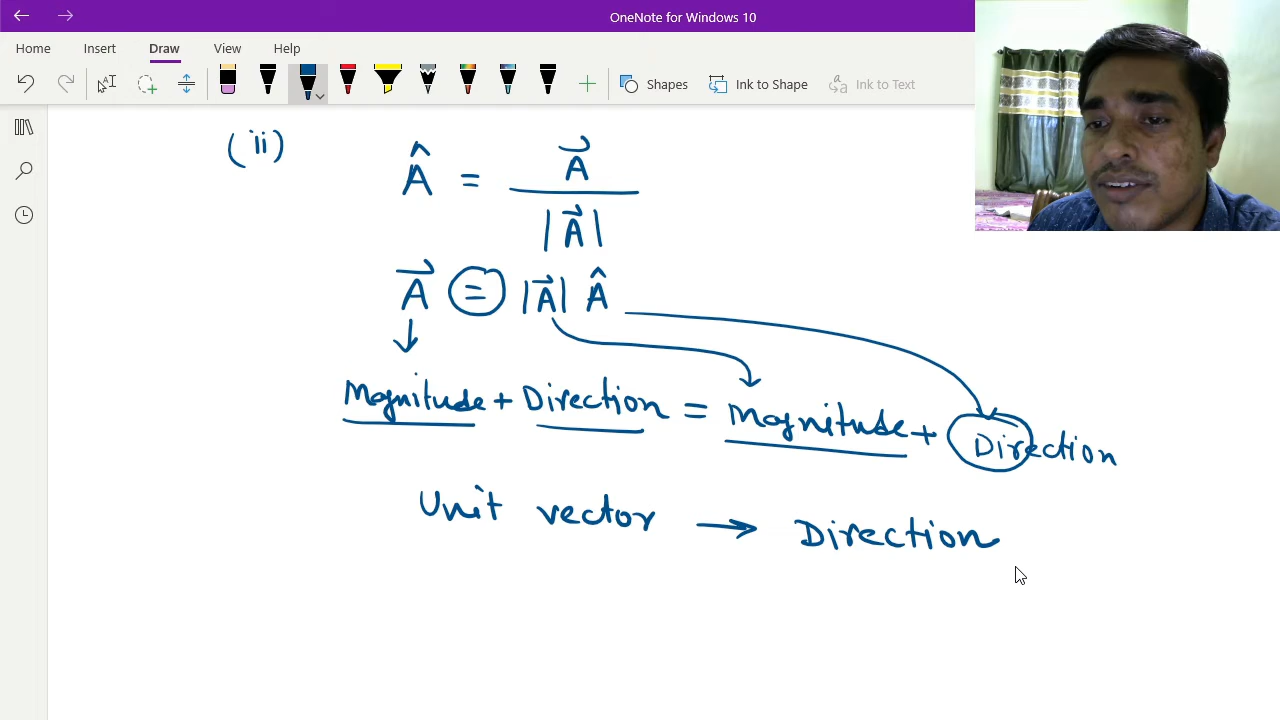 OneNote for Windows 10
Home Insert Draw View Help
Shapes Ink to Shape Ink to Text
(ii) Â = A⃗ / |A⃗|
A⃗ = |A⃗| Â
Magnitude + Direction = Magnitude + Direction
Unit vector → Direction